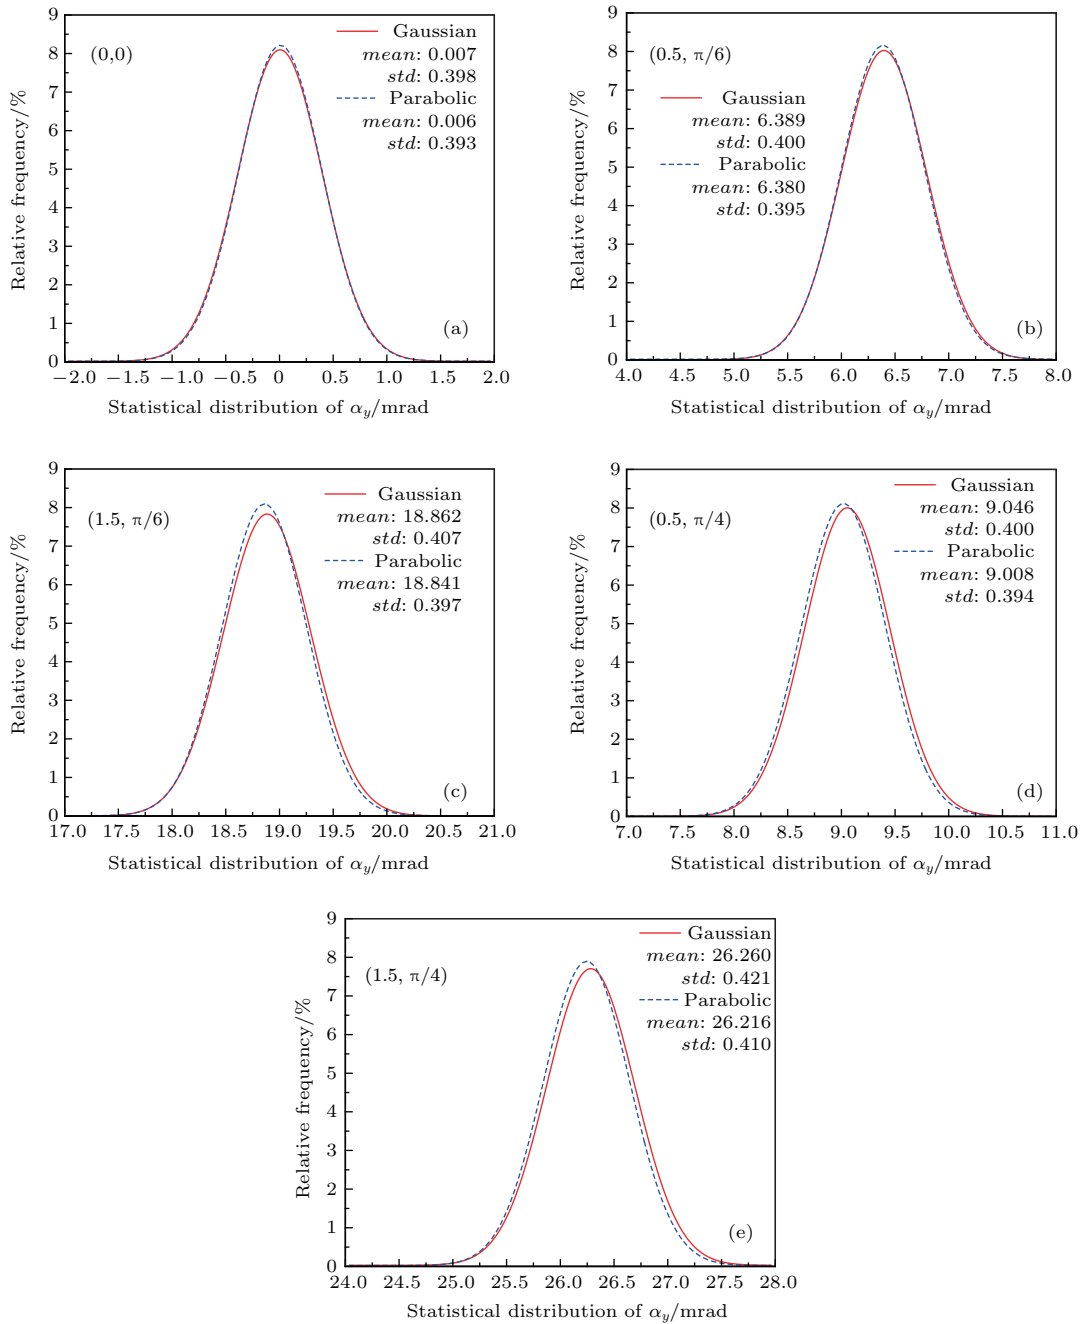 9
8
7
6
5
4
3
2
1
0
Relative frequency/%
(0,0)
Gaussian
mean: 0.007
std: 0.398
Parabolic
mean: 0.006
std: 0.393
(a)
−2.0 −1.5 −1.0 −0.5 0 0.5 1.0 1.5 2.0
Statistical distribution of αy/mrad
9
8
7
6
5
4
3
2
1
0
Relative frequency/%
(0.5, π/6)
Gaussian
mean: 6.389
std: 0.400
Parabolic
mean: 6.380
std: 0.395
(b)
4.0 5.0 5.5 6.0 6.5 7.0 7.5 8.0
Statistical distribution of αy/mrad
9
8
7
6
5
4
3
2
1
0
Relative frequency/%
(1.5, π/6)
Gaussian
mean: 18.862
std: 0.407
Parabolic
mean: 18.841
std: 0.397
(c)
17.0 17.5 18.0 18.5 19.0 19.5 20.0 20.5 21.0
Statistical distribution of αy/mrad
9
8
7
6
5
4
3
2
1
0
Relative frequency/%
(0.5, π/4)
Gaussian
mean: 9.046
std: 0.400
Parabolic
mean: 9.008
std: 0.394
(d)
7.0 7.5 8.0 8.5 9.0 9.5 10.0 10.5 11.0
Statistical distribution of αy/mrad
9
8
7
6
5
4
3
2
1
0
Relative frequency/%
(1.5, π/4)
Gaussian
mean: 26.260
std: 0.421
Parabolic
mean: 26.216
std: 0.410
(e)
24.0 24.5 25.0 25.5 26.0 26.5 27.0 27.5 28.0
Statistical distribution of αy/mrad